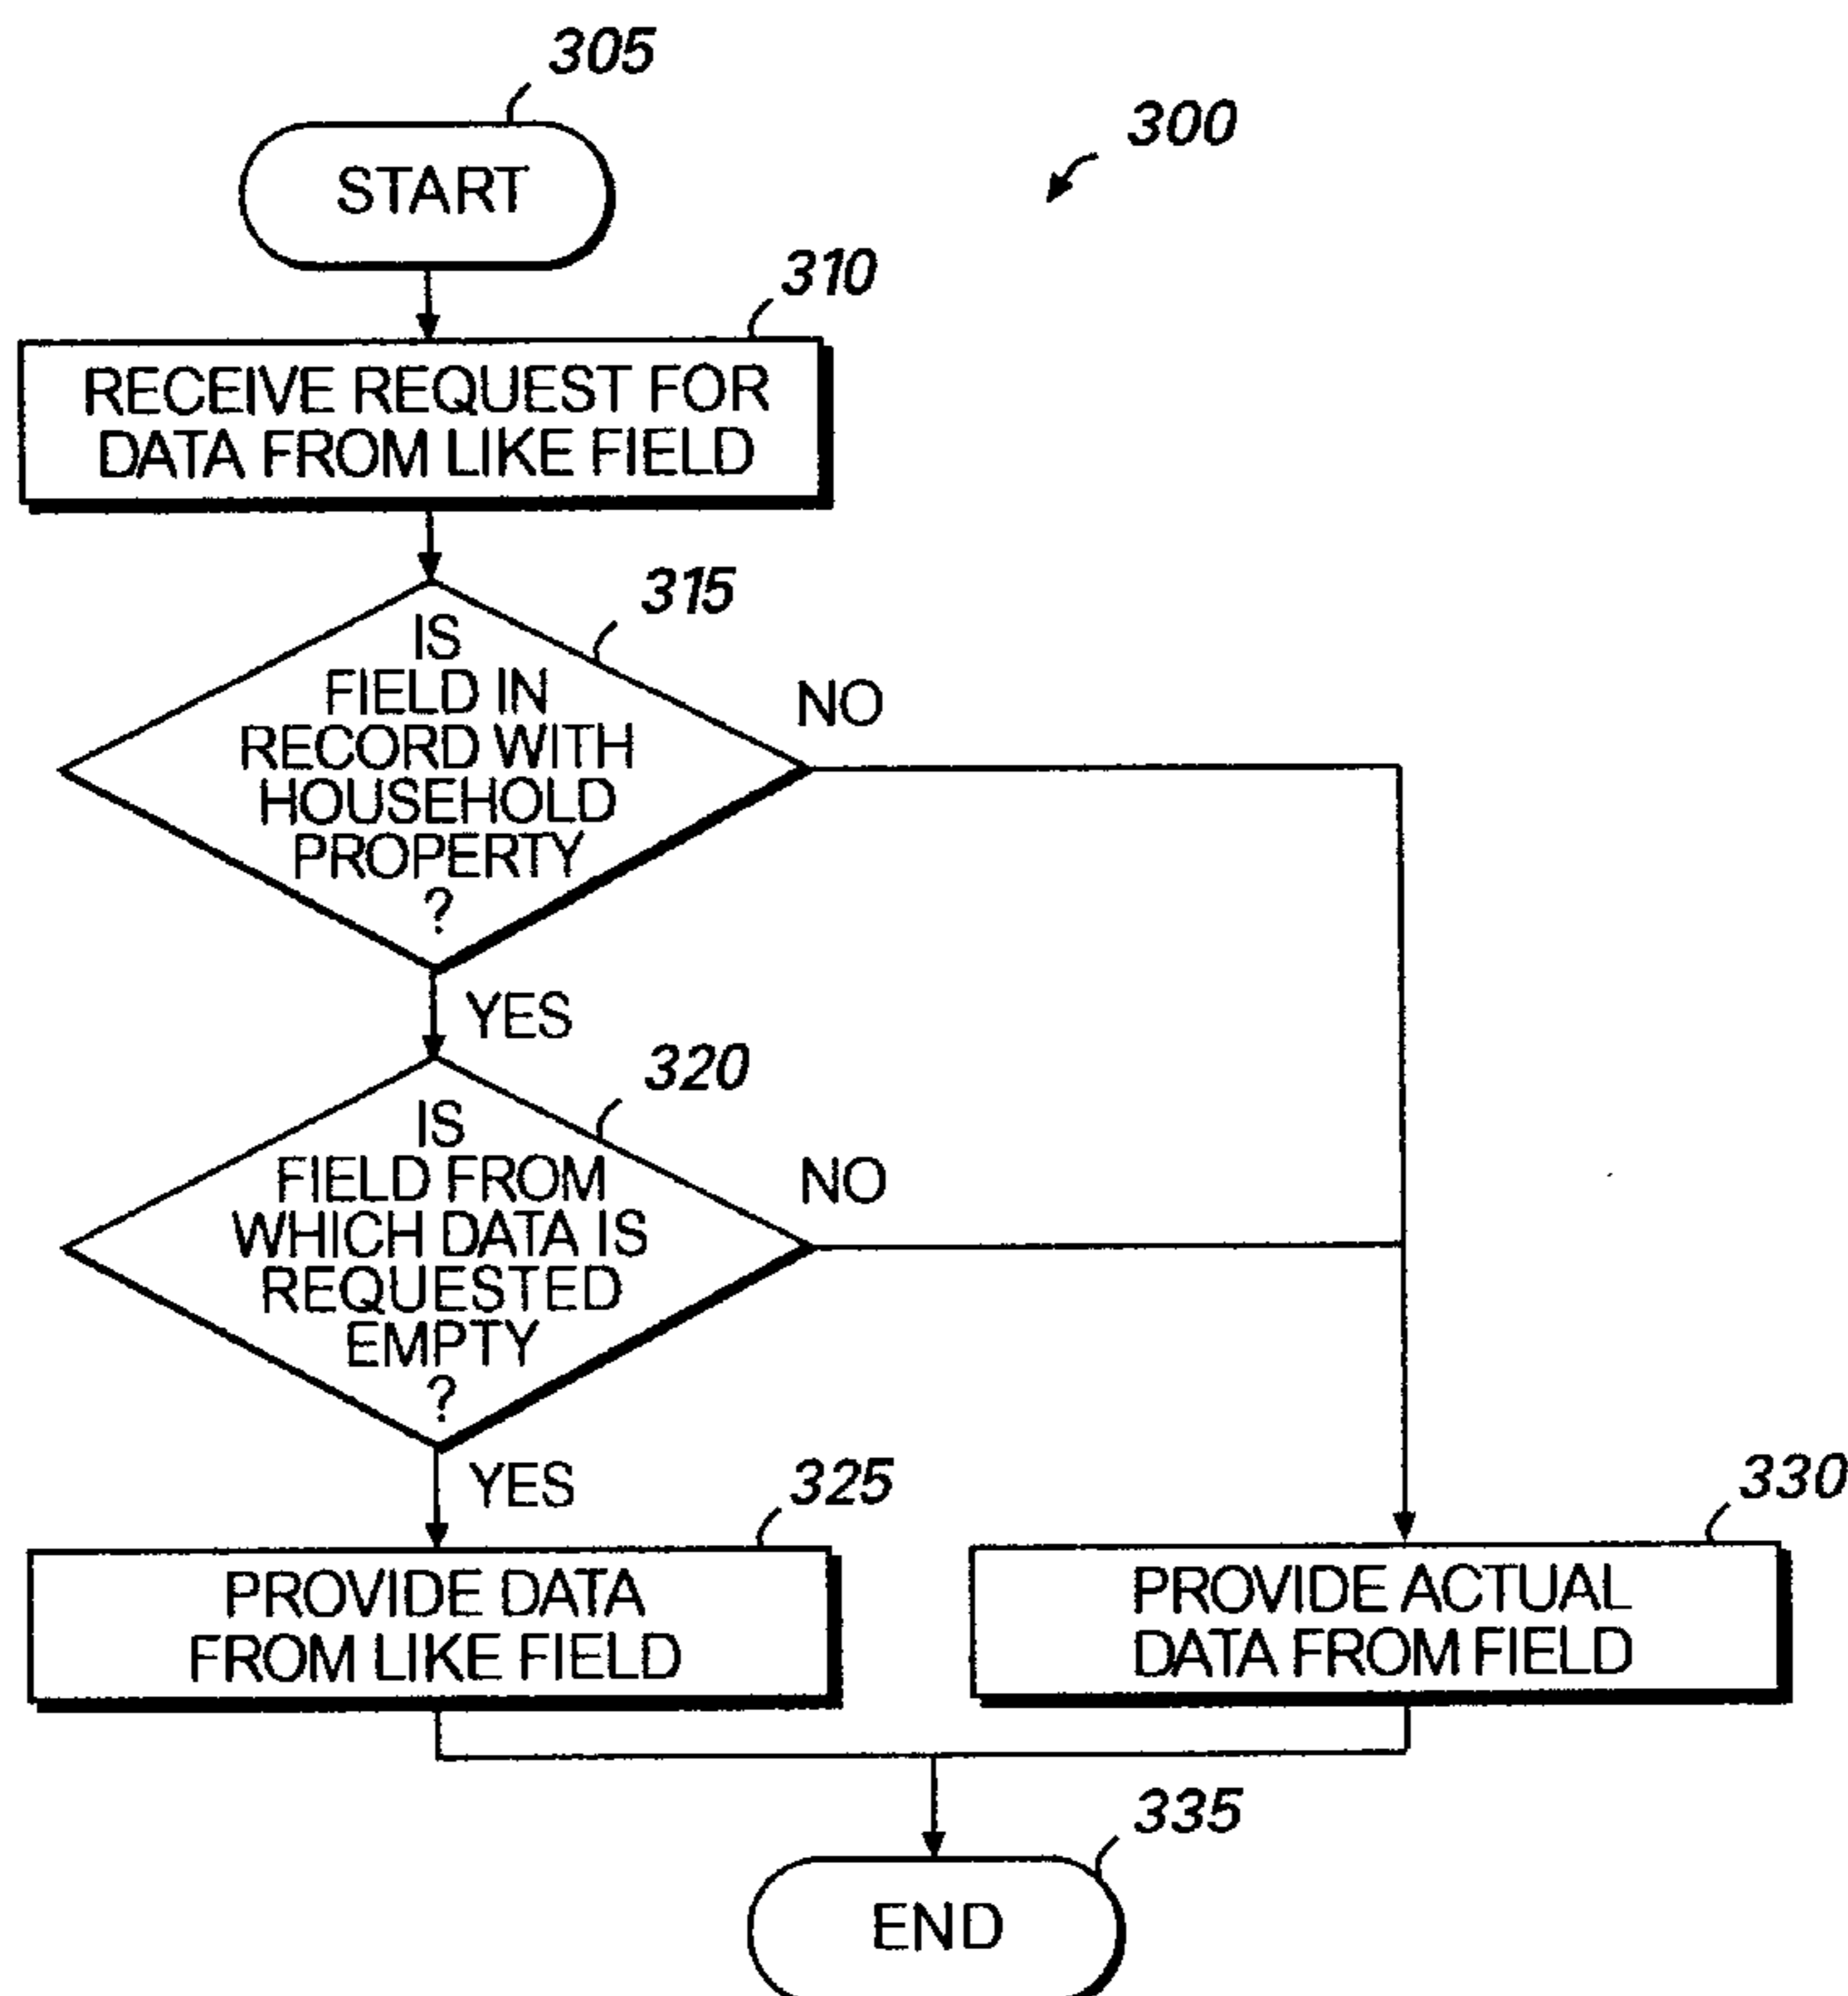 305
300
START
310
RECEIVE REQUEST FOR
DATA FROM LIKE FIELD
315
IS
FIELD IN
RECORD WITH
HOUSEHOLD
PROPERTY
?
NO
YES
320
IS
FIELD FROM
WHICH DATA IS
REQUESTED
EMPTY
?
NO
YES
325
PROVIDE DATA
FROM LIKE FIELD
330
PROVIDE ACTUAL
DATA FROM FIELD
335
END